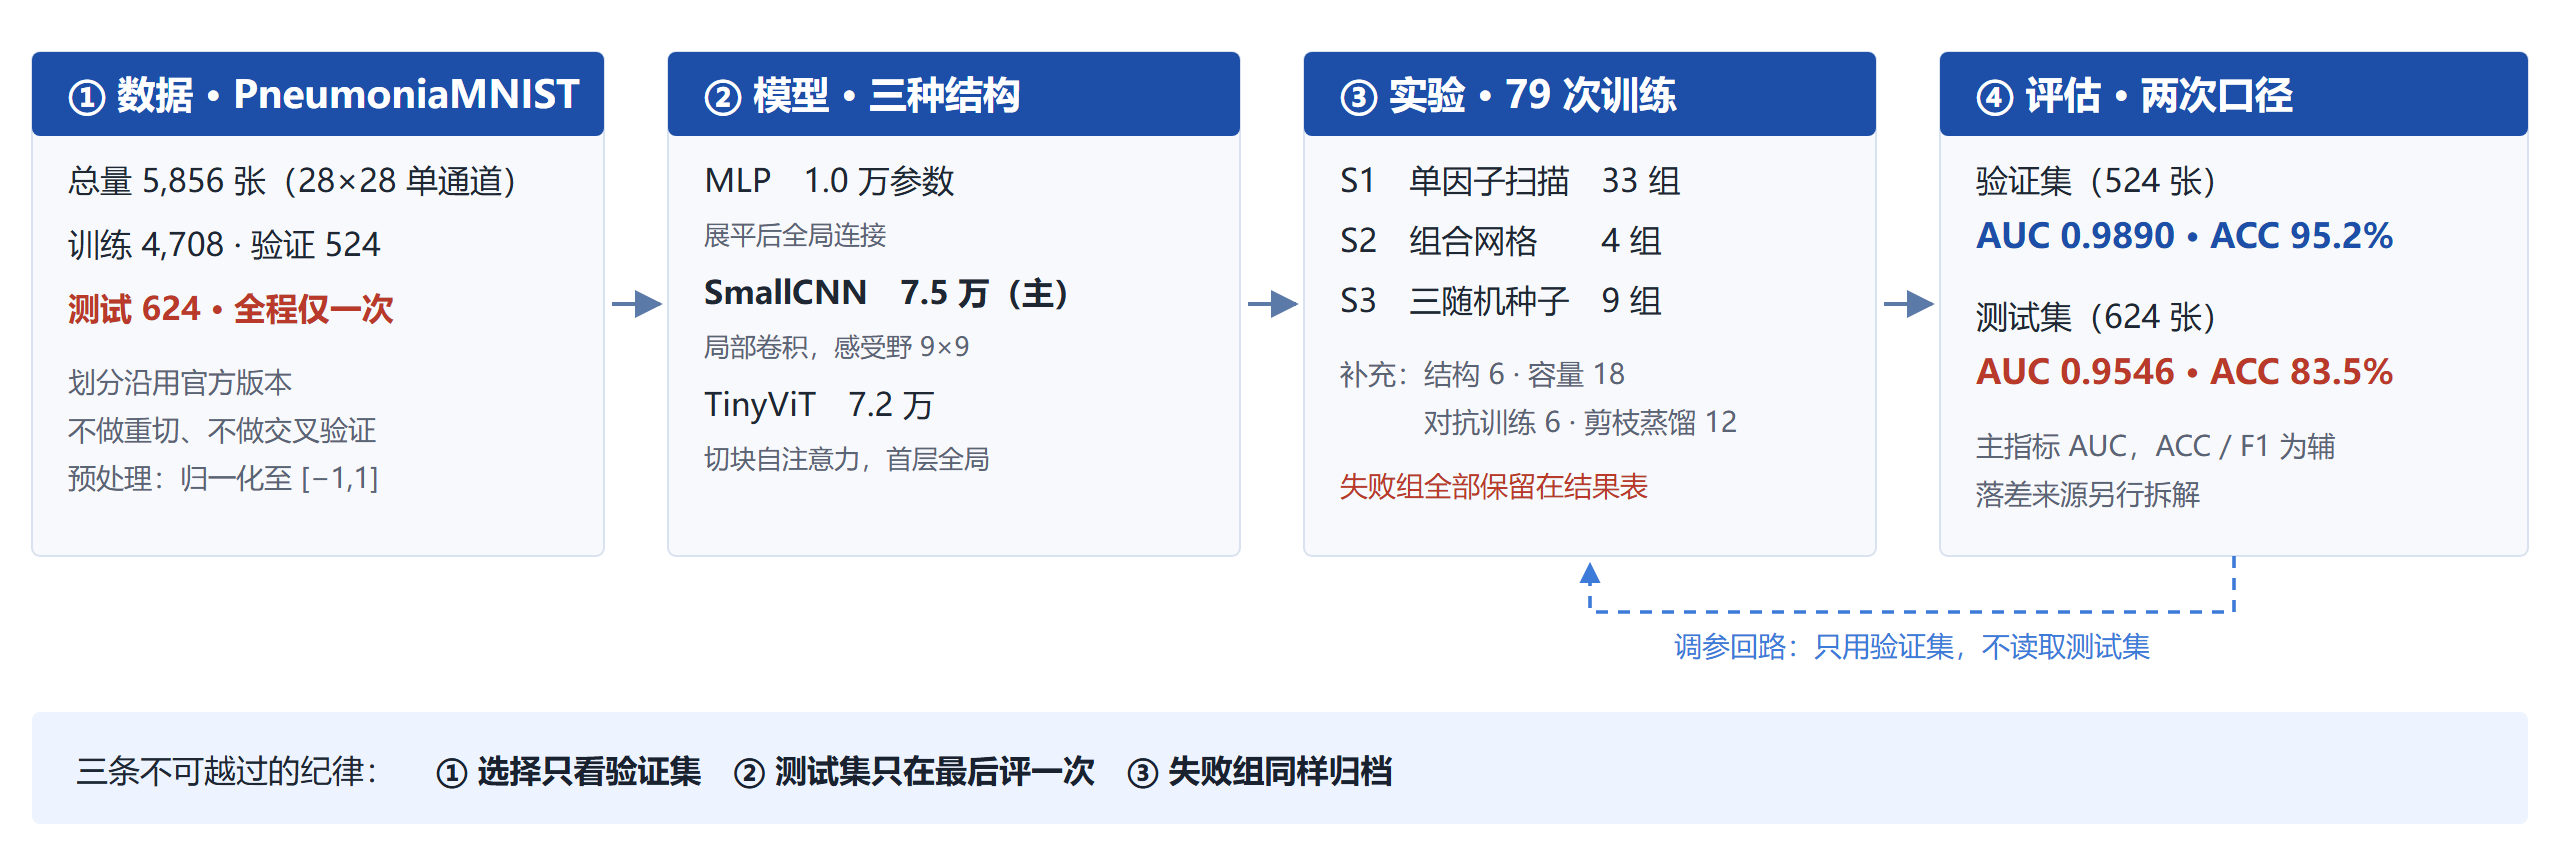 ① 数据 · PneumoniaMNIST
总量 5,856 张（28×28 单通道）
训练 4,708 · 验证 524
测试 624 · 全程仅一次
划分沿用官方版本
不做重切、不做交叉验证
预处理：归一化至 [−1,1]
② 模型 · 三种结构
MLP 1.0 万参数
展平后全局连接
SmallCNN 7.5 万（主）
局部卷积，感受野 9×9
TinyViT 7.2 万
切块自注意力，首层全局
③ 实验 · 79 次训练
S1 单因子扫描 33 组
S2 组合网格 4 组
S3 三随机种子 9 组
补充：结构 6 · 容量 18
对抗训练 6 · 剪枝蒸馏 12
失败组全部保留在结果表
④ 评估 · 两次口径
验证集（524 张）
AUC 0.9890 · ACC 95.2%
测试集（624 张）
AUC 0.9546 · ACC 83.5%
主指标 AUC，ACC / F1 为辅
落差来源另行拆解
调参回路：只用验证集，不读取测试集
三条不可越过的纪律： ① 选择只看验证集 ② 测试集只在最后评一次 ③ 失败组同样归档